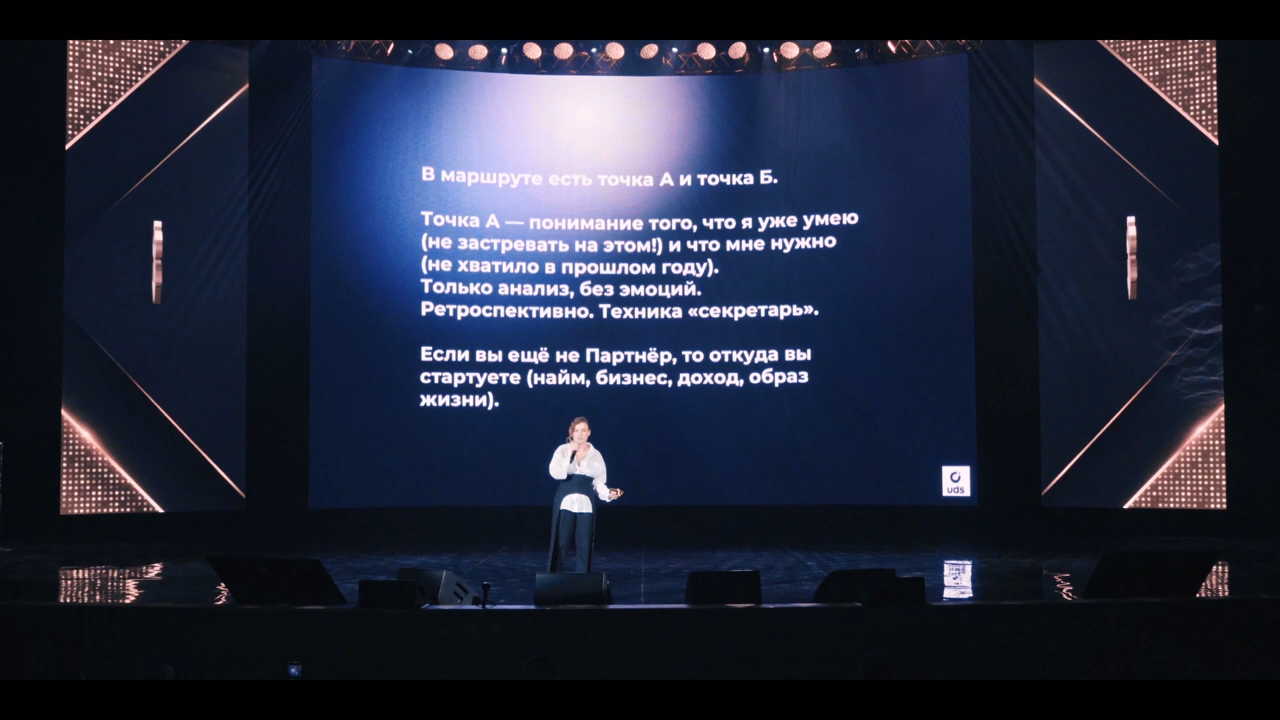 В маршруте есть точка А и точка Б.
Точка А — понимание того, что я уже умею
(не застревать на этом!) и что мне нужно
(не хватило в прошлом году).
Только анализ, без эмоций.
Ретроспективно. Техника «секретарь».
Если вы ещё не Партнёр, то откуда вы
стартуете (найм, бизнес, доход, образ
жизни).
uds